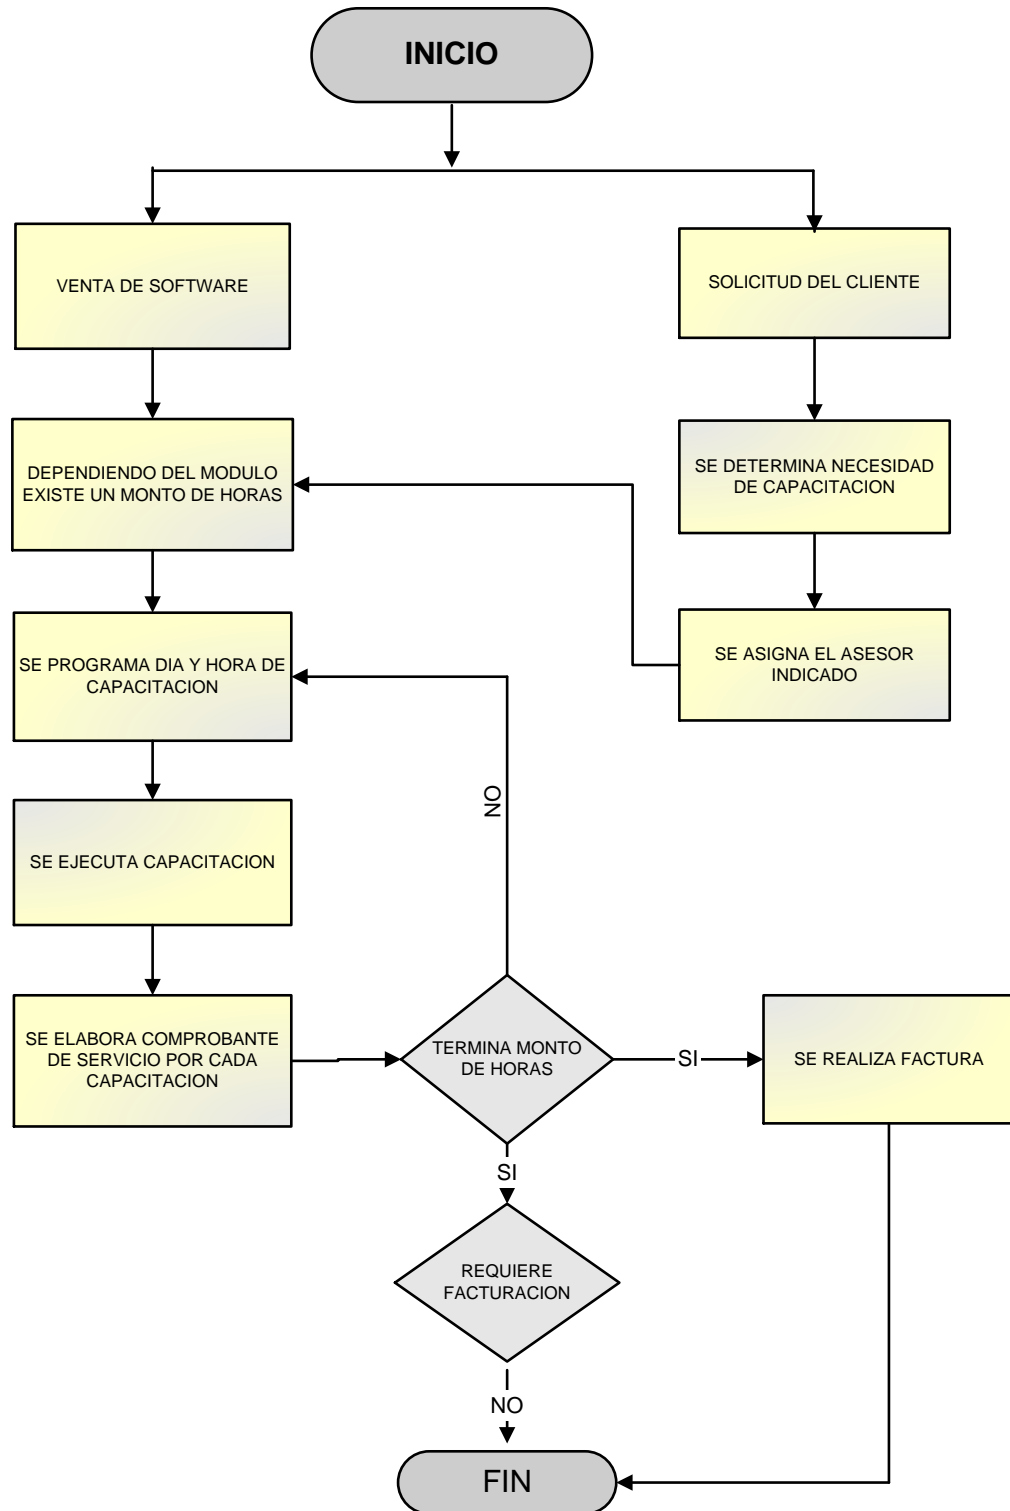 INICIO
VENTA DE SOFTWARE
SOLICITUD DEL CLIENTE
DEPENDIENDO DEL MODULO
EXISTE UN MONTO DE HORAS
SE DETERMINA NECESIDAD
DE CAPACITACION
SE PROGRAMA DIA Y HORA DE
CAPACITACION
SE ASIGNA EL ASESOR
INDICADO
NO
SE EJECUTA CAPACITACION
SE ELABORA COMPROBANTE
DE SERVICIO POR CADA
CAPACITACION
TERMINA MONTO
DE HORAS
SI
SE REALIZA FACTURA
SI
REQUIERE
FACTURACION
NO
FIN